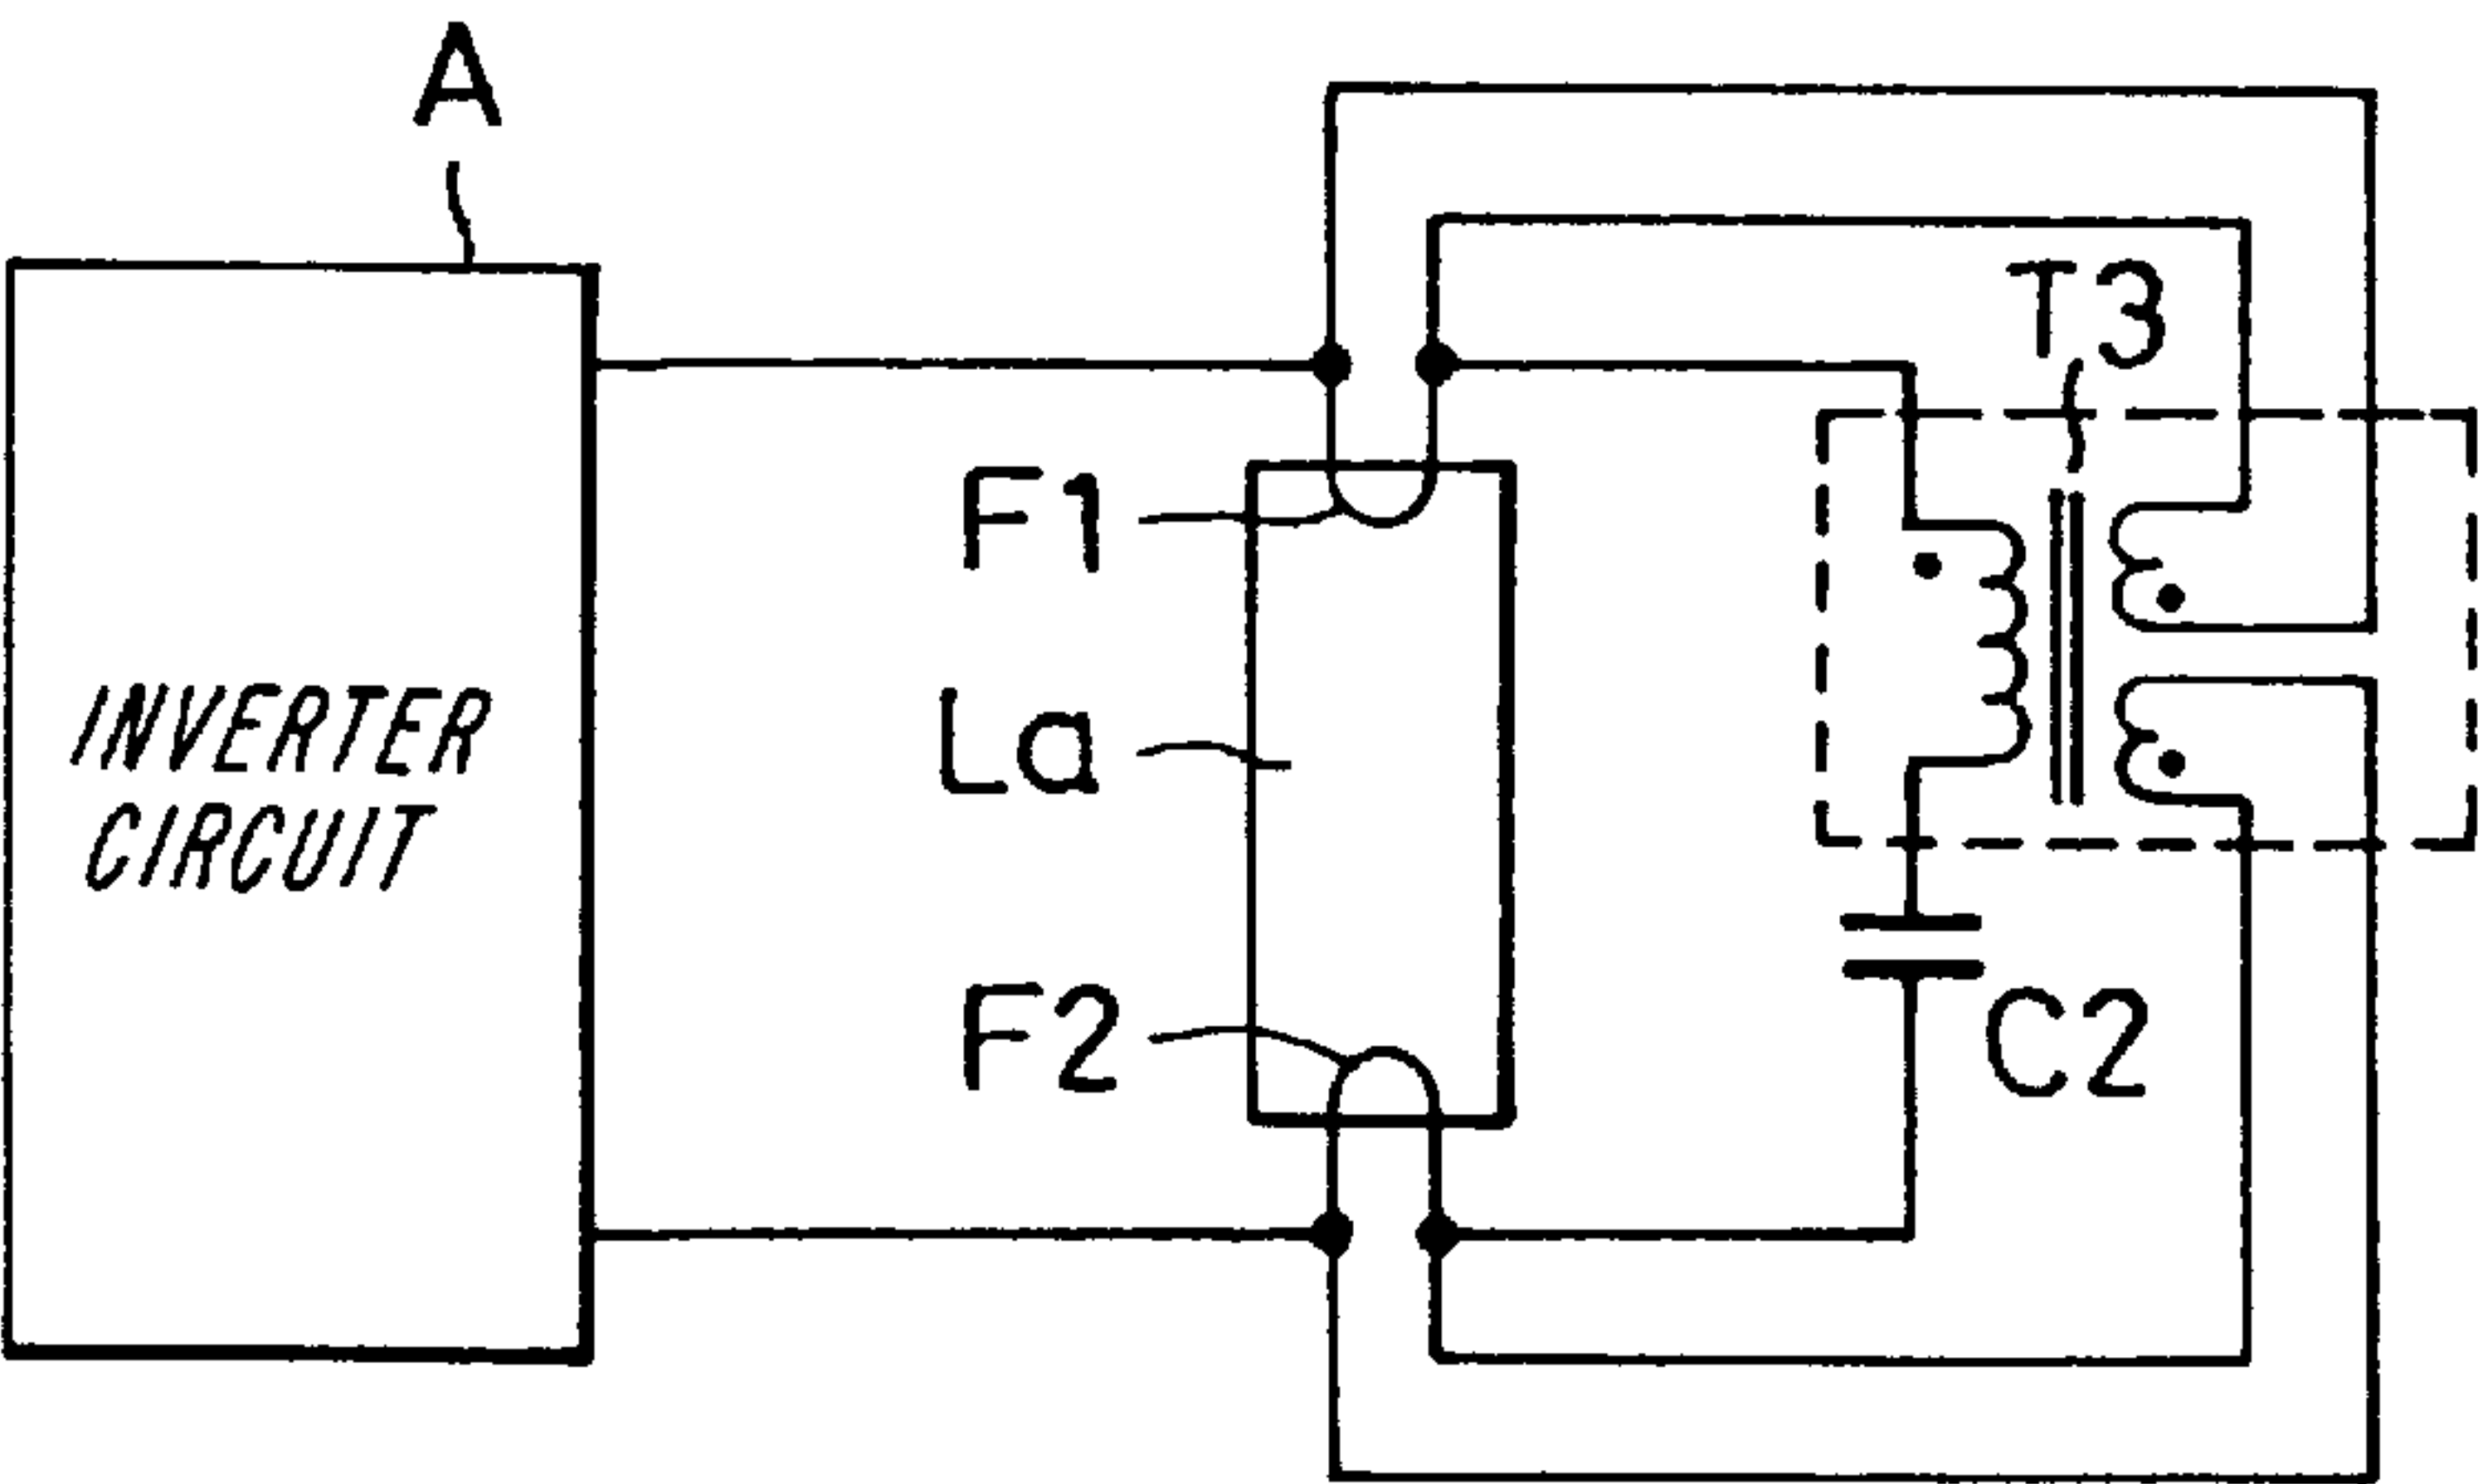 A
T3
F1
La
INVERTER
CIRCUIT
F2
C2